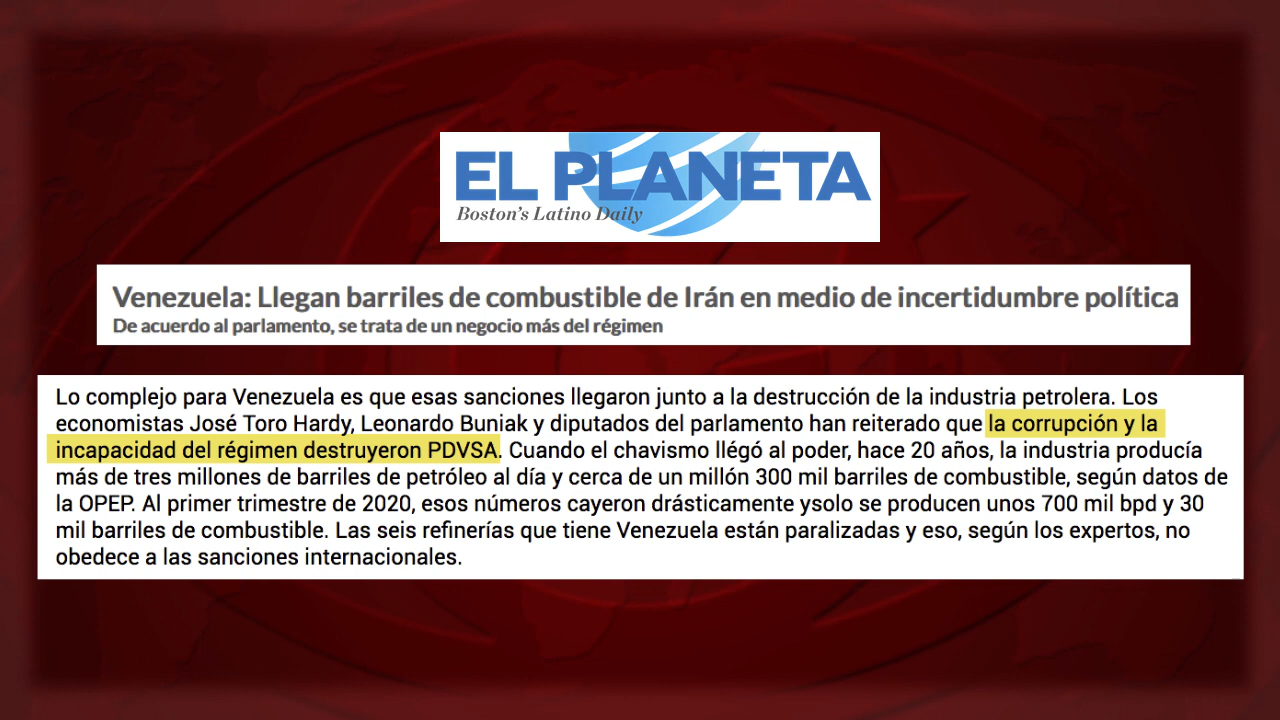 EL PLANETA
Boston's Latino Daily
Venezuela: Llegan barriles de combustible de Irán en medio de incertidumbre política
De acuerdo al parlamento, se trata de un negocio más del régimen
Lo complejo para Venezuela es que esas sanciones llegaron junto a la destrucción de la industria petrolera. Los
economistas José Toro Hardy, Leonardo Buniak y diputados del parlamento han reiterado que la corrupción y la
incapacidad del régimen destruyeron PDVSA. Cuando el chavismo llégó al poder, hace 20 años, la industria producía
más de tres millones de barriles de petróleo al día y cerca de un millón 300 mil barriles de combustible, según datos de
la OPEP. Al primer trimestre de 2020, esos números cayeron drásticamente ysolo se producen unos 700 mil bpd y 30
mil barriles de combustible. Las seis refinerías que tiene Venezuela están paralizadas y eso, según los expertos, no
obedece a las sanciones internacionales.